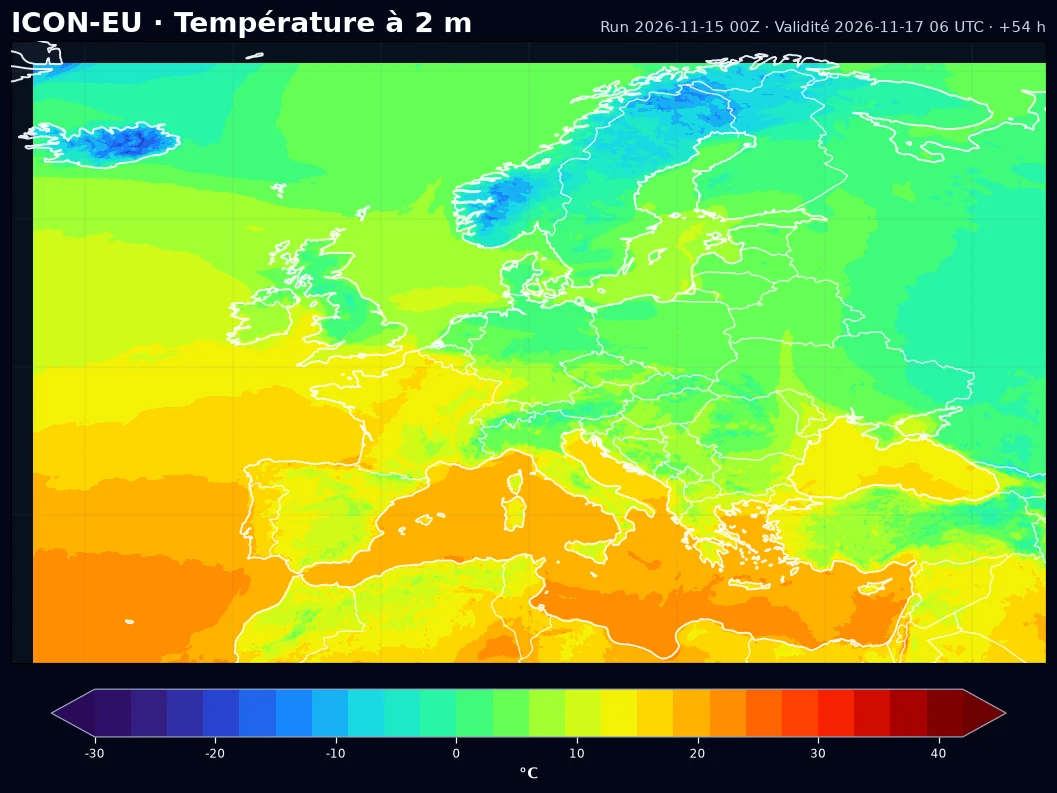 ICON-EU · Température à 2 m
Run 2026-11-15 00Z · Validité 2026-11-17 06 UTC · +54 h
-30 -20 -10 0 10 20 30 40
°C